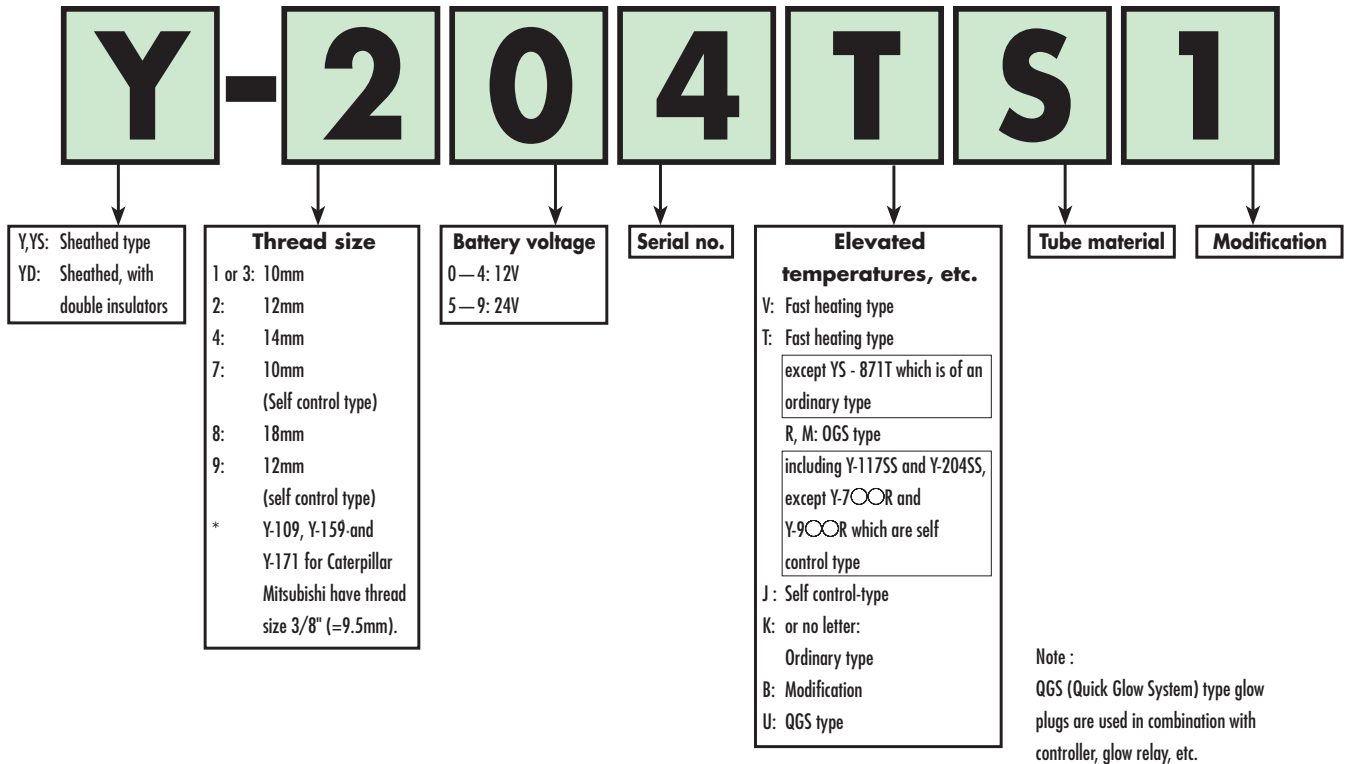 Y-204TS1
Y,YS: Sheathed type
YD: Sheathed, with
double insulators
Thread size
1 or 3: 10mm
2: 12mm
4: 14mm
7: 10mm
(Self control type)
8: 18mm
9: 12mm
(self control type)
* Y-109, Y-159 and
Y-171 for Caterpillar
Mitsubishi have thread
size 3/8" (=9.5mm).
Battery voltage
0—4: 12V
5—9: 24V
Serial no.
Elevated
temperatures, etc.
V: Fast heating type
T: Fast heating type
except YS - 871T which is of an
ordinary type
R, M: OGS type
including Y-117SS and Y-204SS,
except Y-7◯◯R and
Y-9◯◯R which are self
control type
J : Self control-type
K: or no letter:
Ordinary type
B: Modification
U: QGS type
Tube material
Modification
Note :
QGS (Quick Glow System) type glow
plugs are used in combination with
controller, glow relay, etc.